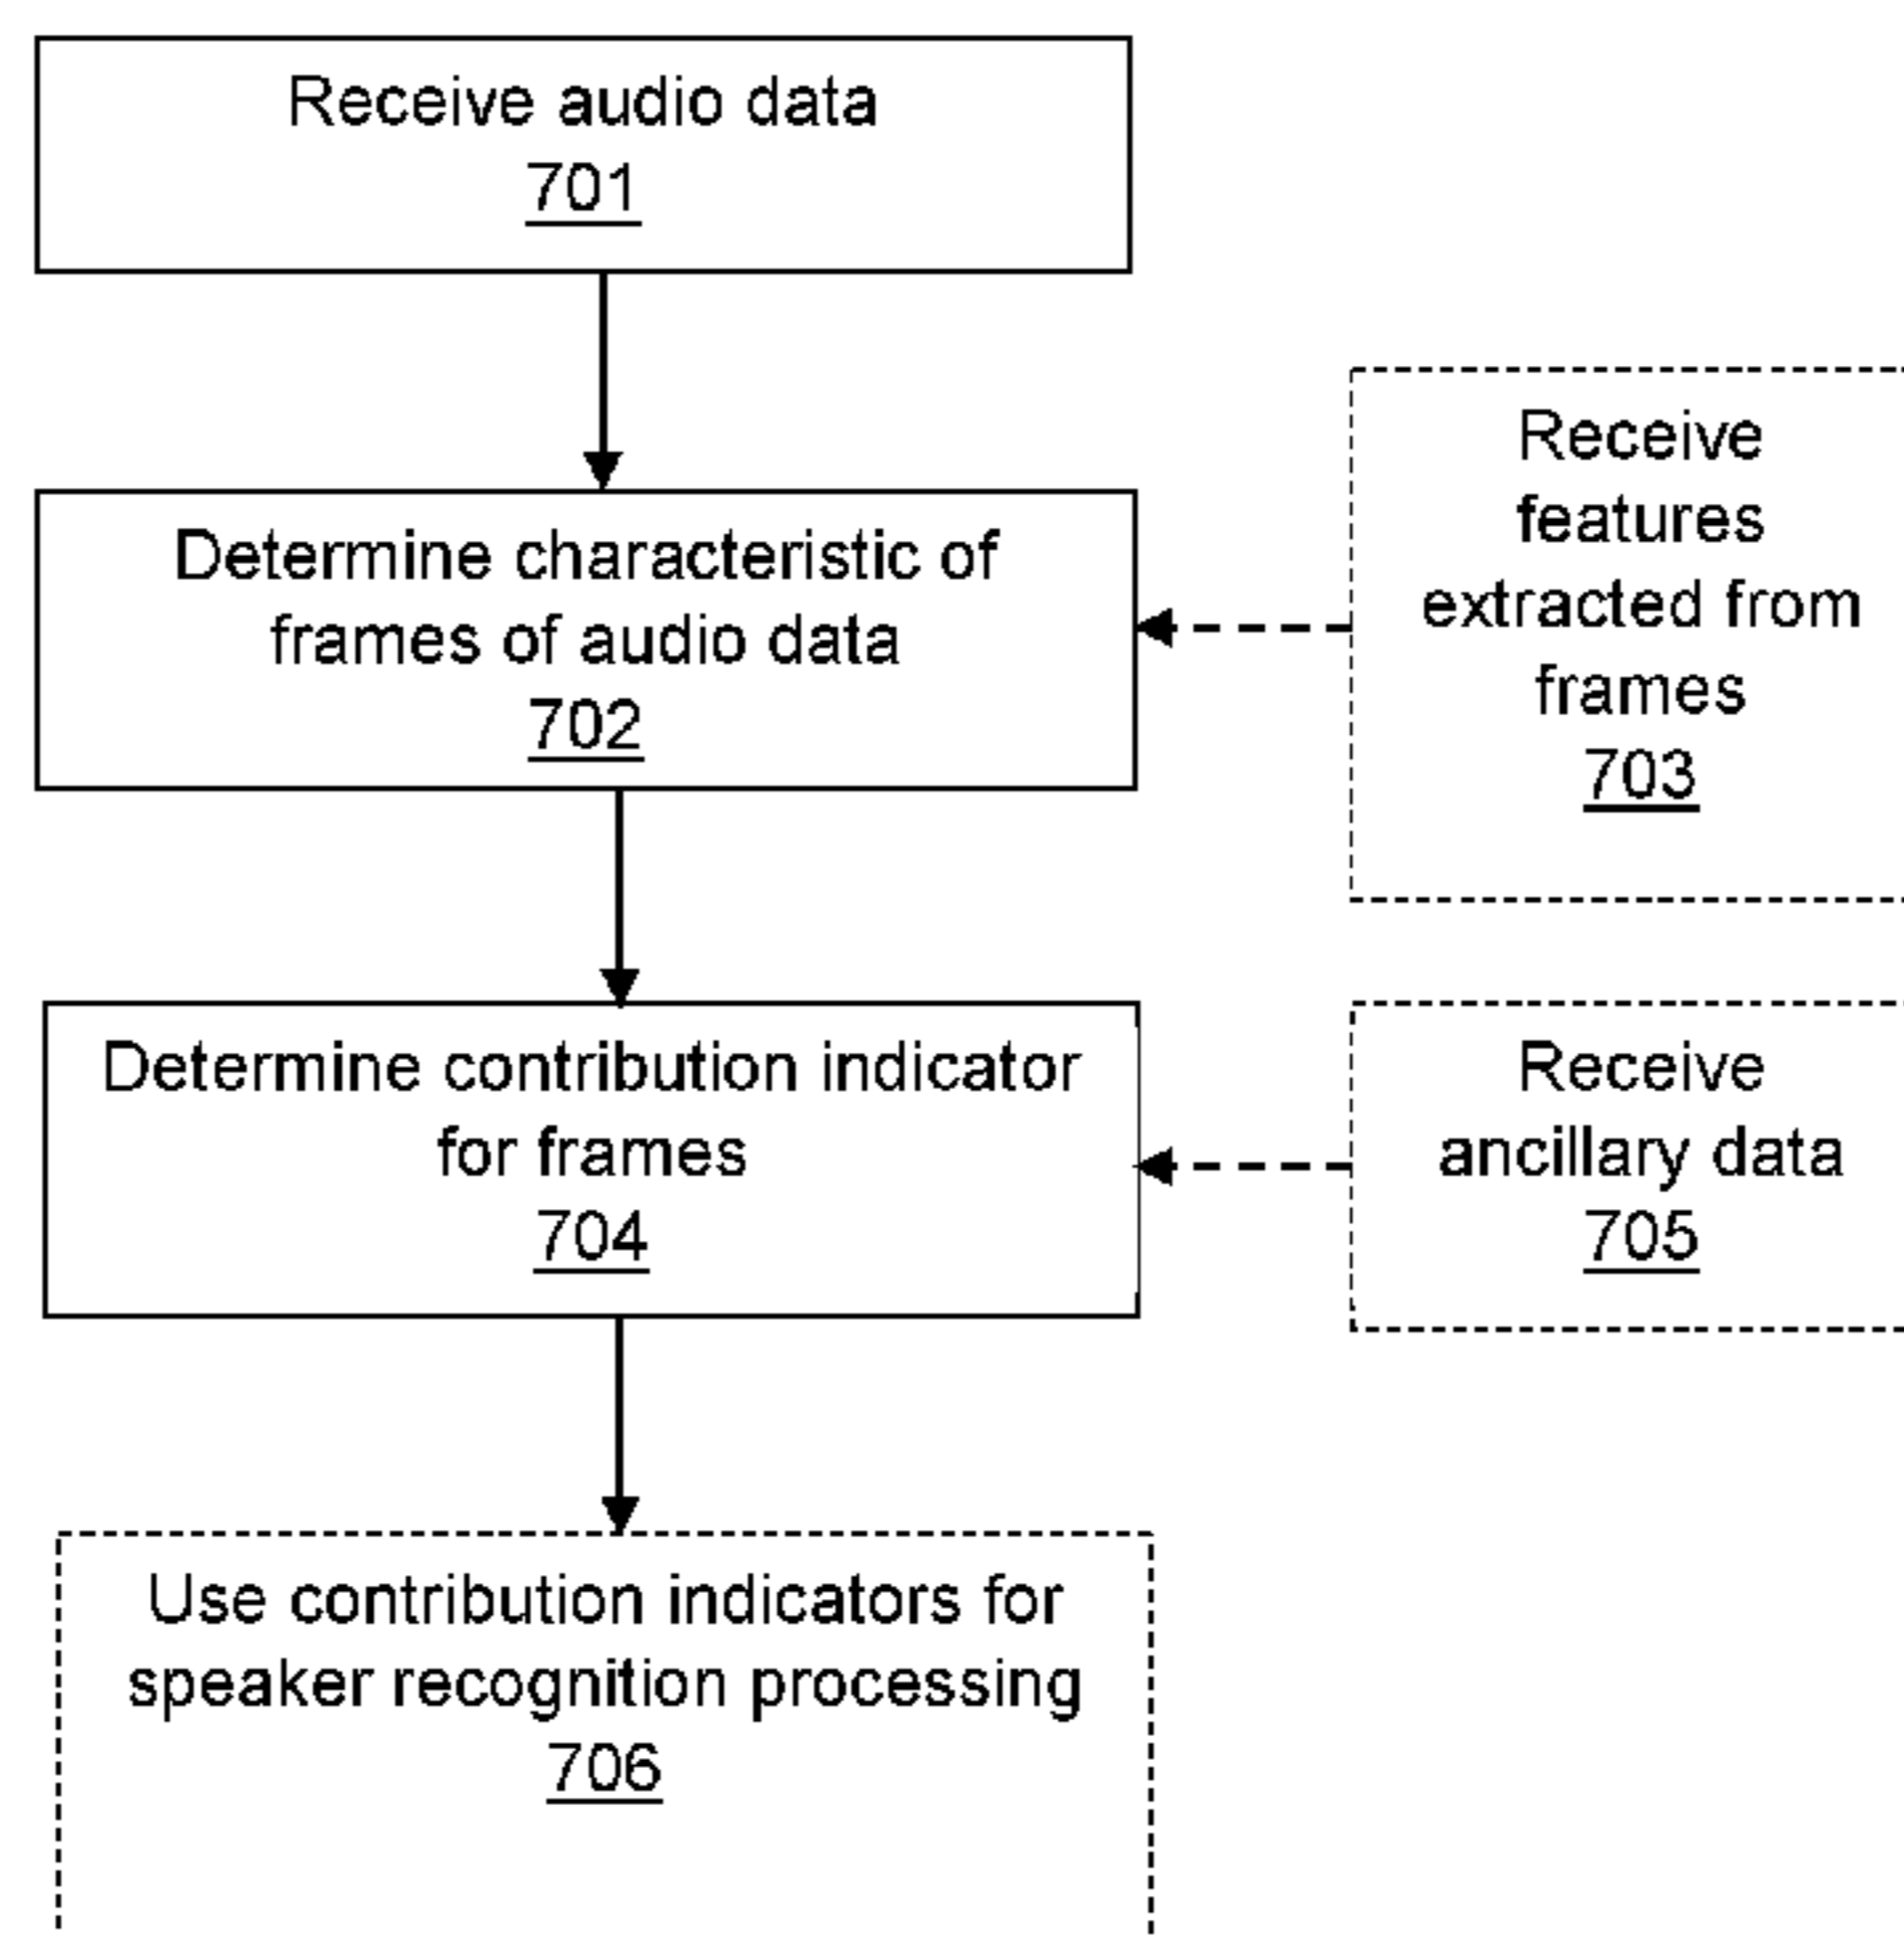 Receive audio data
701
Determine characteristic of
frames of audio data
702
Receive
features
extracted from
frames
703
Determine contribution indicator
for frames
704
Receive
ancillary data
705
Use contribution indicators for
speaker recognition processing
706